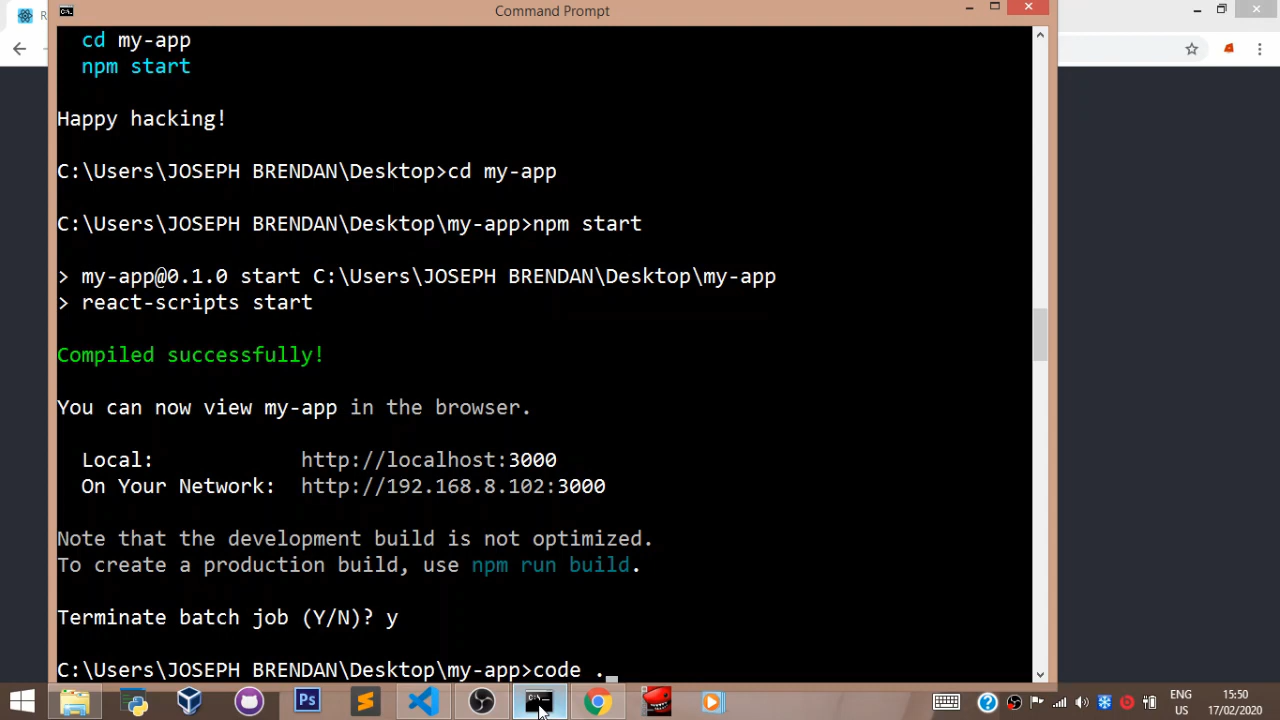 R
Command Prompt
cd my-app
npm start
Happy hacking!
C:\Users\JOSEPH BRENDAN\Desktop>cd my-app
C:\Users\JOSEPH BRENDAN\Desktop\my-app>npm start
> my-app@0.1.0 start C:\Users\JOSEPH BRENDAN\Desktop\my-app
> react-scripts start
Compiled successfully!
You can now view my-app in the browser.
Local: http://localhost:3000
On Your Network: http://192.168.8.102:3000
Note that the development build is not optimized.
To create a production build, use npm run build.
Terminate batch job (Y/N)? y
C:\Users\JOSEPH BRENDAN\Desktop\my-app>code .
Ps
C:\_
ENG
US
15:50
17/02/2020